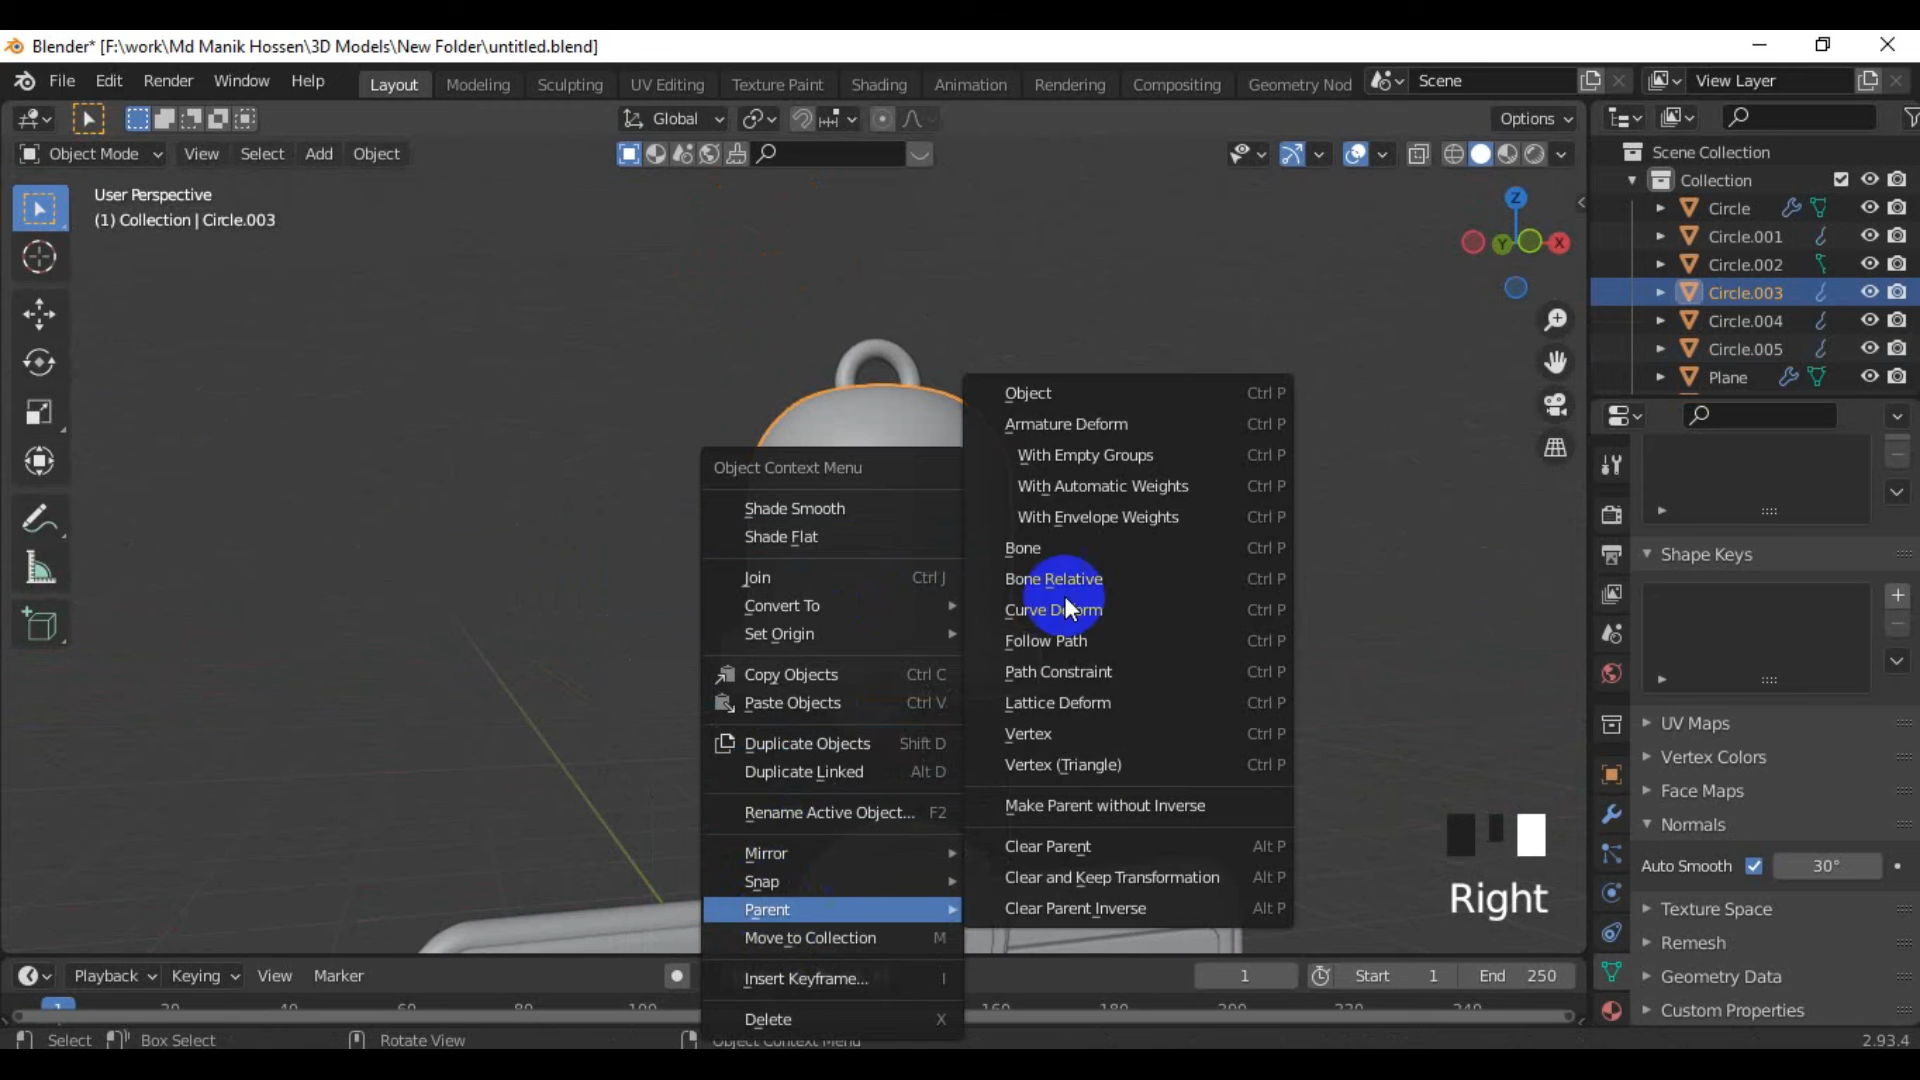 Blender* [F:\work\Md Manik Hossen\3D Models\New Folder\untitled.blend]
File Edit Render Window Help Layout Modeling Sculpting UV Editing Texture Paint Shading Animation Rendering Compositing Geometry Nod Scene View Layer
Global Options
Object Mode View Select Add Object
User Perspective
(1) Collection | Circle.003
Z
Y
X
Scene Collection
Collection
Circle
Circle.001
Circle.002
Circle.003
Circle.004
Circle.005
Plane
Object Context Menu
Shade Smooth
Shade Flat
Join Ctrl J
Convert To
Set Origin
Copy Objects Ctrl C
Paste Objects Ctrl V
Duplicate Objects Shift D
Duplicate Linked Alt D
Rename Active Object... F2
Mirror
Snap
Parent
Move to Collection M
Insert Keyframe... I
Delete X
Object Ctrl P
Armature Deform Ctrl P
With Empty Groups Ctrl P
With Automatic Weights Ctrl P
With Envelope Weights Ctrl P
Bone Ctrl P
Bone Relative Ctrl P
Curve Deform Ctrl P
Follow Path Ctrl P
Path Constraint Ctrl P
Lattice Deform Ctrl P
Vertex Ctrl P
Vertex (Triangle) Ctrl P
Make Parent without Inverse
Clear Parent Alt P
Clear and Keep Transformation Alt P
Clear Parent Inverse Alt P
Right
Shape Keys
UV Maps
Vertex Colors
Face Maps
Normals
Auto Smooth 30°
Texture Space
Remesh
Geometry Data
Custom Properties
Playback Keying View Marker 1 Start 1 End 250
1
Select Box Select Rotate View Object Context Menu 2.93.4